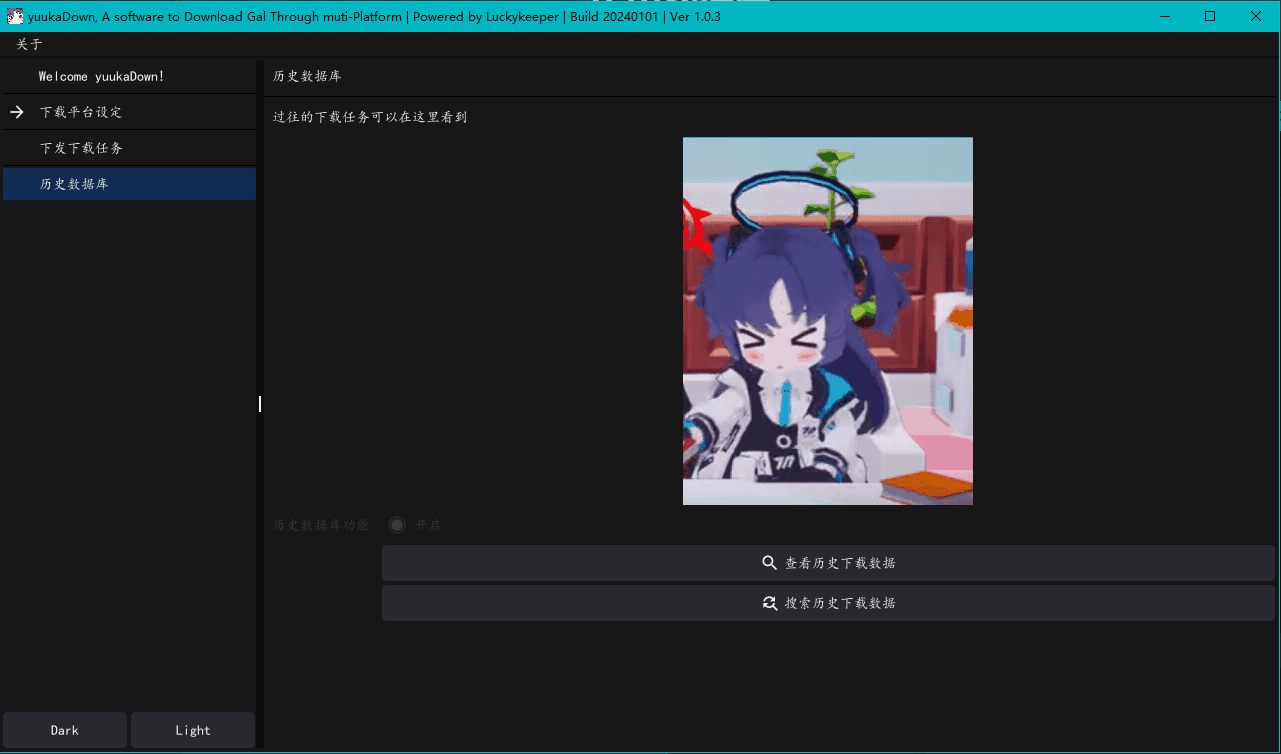 yuukaDown, A software to Download Gal Through muti-Platform | Powered by Luckykeeper | Build 20240101 | Ver 1.0.3
关于
Welcome yuukaDown!
下载平台设定
下发下载任务
历史数据库
历史数据库
过往的下载任务可以在这里看到
历史数据库功能 开启
查看历史下载数据
搜索历史下载数据
Dark
Light